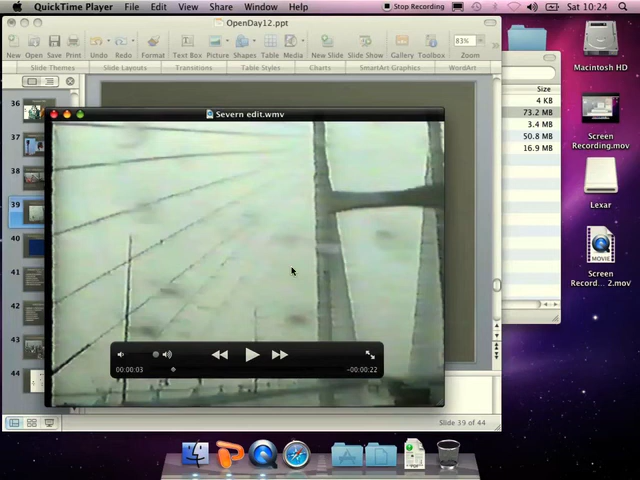 QuickTime Player File Edit View Share Window Help Stop Recording Sat 10:24
OpenDay12.ppt
New Open Save Print Undo Redo Format Text Box Picture Shapes Table Media New Slide Slide Show Gallery Toolbox Zoom
83%
Slide Themes Slide Layouts Transitions Table Styles Charts SmartArt Graphics WordArt
Size
4 KB
73.2 MB
3.4 MB
50.8 MB
16.9 MB
36
37
38
39
40
41
42
43
44
Severn edit.wmv
00:00:03
-00:00:22
Slide 39 of 44
Macintosh HD
Screen
Recording.mov
Lexar
MOVIE
Screen
Record... 2.mov